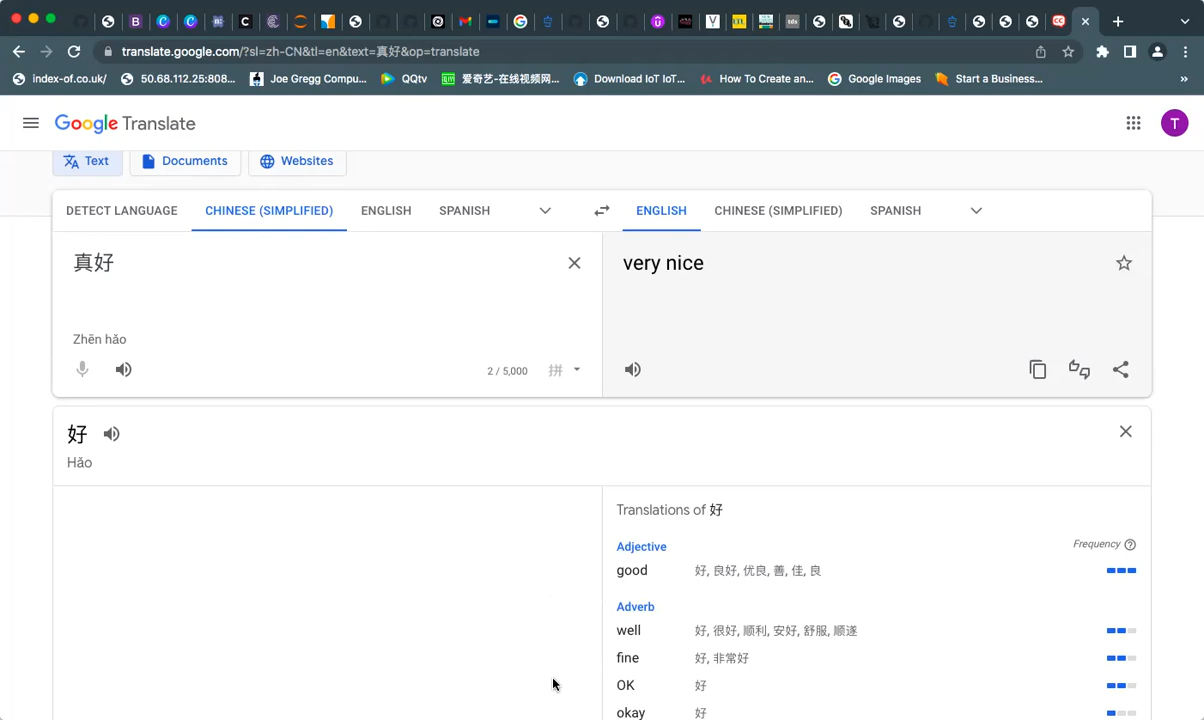 translate.google.com/?sl=zh-CN&tl=en&text=真好&op=translate
index-of.co.uk/ 50.68.112.25:808... Joe Gregg Compu... QQtv 爱奇艺-在线视频网... Download IoT IoT... How To Create an... Google Images Start a Business... »
Google Translate T
Text Documents Websites
DETECT LANGUAGE CHINESE (SIMPLIFIED) ENGLISH SPANISH ENGLISH CHINESE (SIMPLIFIED) SPANISH
真好 very nice
Zhēn hǎo
2 / 5,000 拼
好
Hǎo
Translations of 好
Adjective Frequency
good 好, 良好, 优良, 善, 佳, 良
Adverb
well 好, 很好, 顺利, 安好, 舒服, 顺遂
fine 好, 非常好
OK 好
okay 好